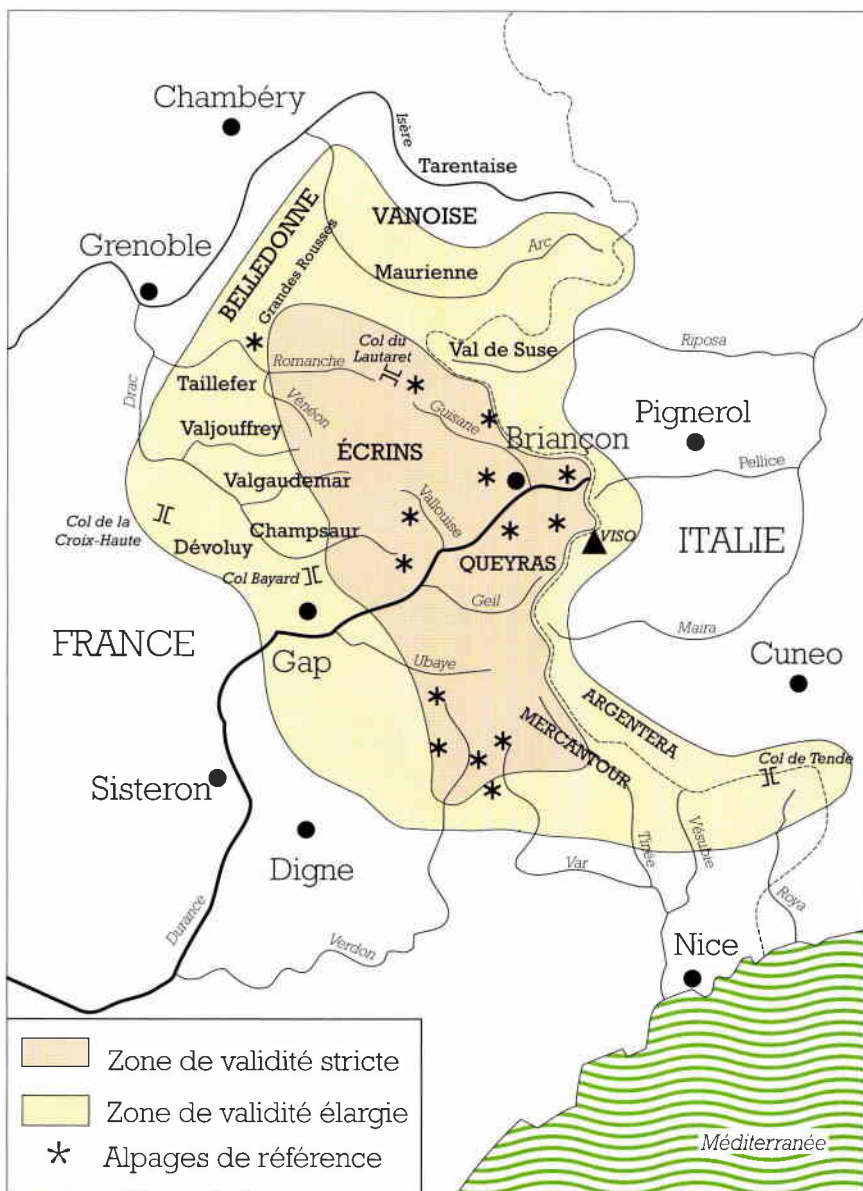 Chambéry
Isère
Tarentaise
VANOISE
BELLEDONNE
Grenoble
Grandes Rousses
Arc
Maurienne
Col du
Lautaret
Val de Suse
Riposa
Romanche
Drac
Taillefer
Vénéon
Guisane
Pignerol
Briançon
Valjouffrey
ÉCRINS
Pellice
Valgaudemar
Vallouise
Col de la
Croix-Haute
Champsaur
Dévoluy
VISO
ITALIE
QUEYRAS
Col Bayard
Geil
Maira
FRANCE
Gap
Ubaye
Cuneo
ARGENTERA
MERCANTOUR
Col de Tende
Sisteron
Digne
Var
Tinée
Vésubie
Roya
Durance
Verdon
Nice
Zone de validité stricte
Zone de validité élargie
* Alpages de référence
Méditerranée